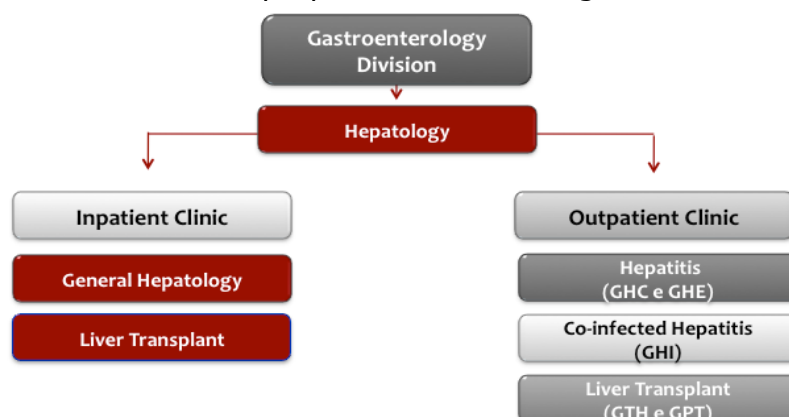 Gastroenterology
Division
Hepatology
Inpatient Clinic
General Hepatology
Liver Transplant
Outpatient Clinic
Hepatitis
(GHC e GHE)
Co-infected Hepatitis
(GHI)
Liver Transplant
(GTH e GPT)